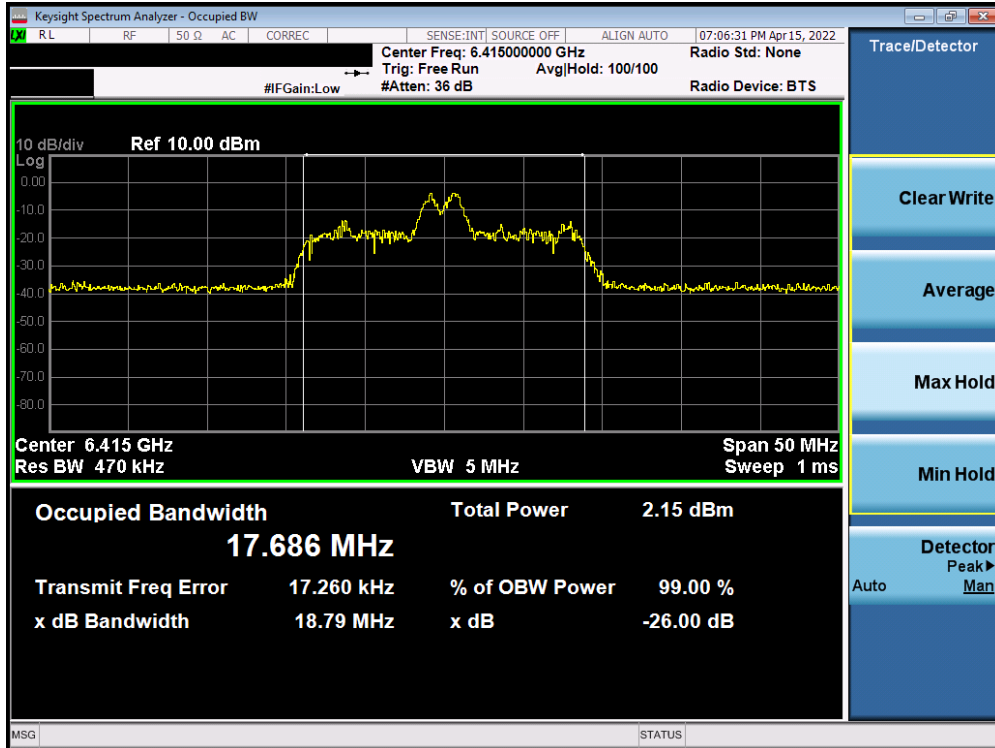 Keysight Spectrum Analyzer - Occupied BW
LXI RL RF 50 Ω AC CORREC SENSE:INT SOURCE OFF ALIGN AUTO 07:06:31 PM Apr 15, 2022
Center Freq: 6.415000000 GHz Radio Std: None
Trig: Free Run Avg|Hold: 100/100
#IFGain:Low #Atten: 36 dB Radio Device: BTS
10 dB/div Ref 10.00 dBm
Log
0.00
-10.0
-20.0
-30.0
-40.0
-50.0
-60.0
-70.0
-80.0
Center 6.415 GHz Span 50 MHz
Res BW 470 kHz VBW 5 MHz Sweep 1 ms
Occupied Bandwidth Total Power 2.15 dBm
17.686 MHz
Transmit Freq Error 17.260 kHz % of OBW Power 99.00 %
x dB Bandwidth 18.79 MHz x dB -26.00 dB
MSG STATUS
Trace/Detector
Clear Write
Average
Max Hold
Min Hold
Detector
Peak▶
Auto Man